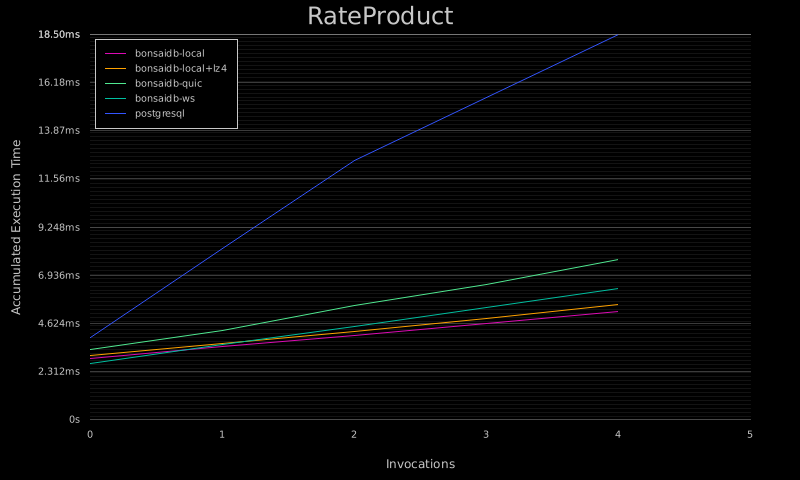 RateProduct
18.50ms
bonsaidb-local
bonsaidb-local+lz4
bonsaidb-quic
bonsaidb-ws
postgresql
16.18ms
13.87ms
11.56ms
9.248ms
6.936ms
4.624ms
2.312ms
0s
Accumulated Execution Time
0 1 2 3 4 5
Invocations